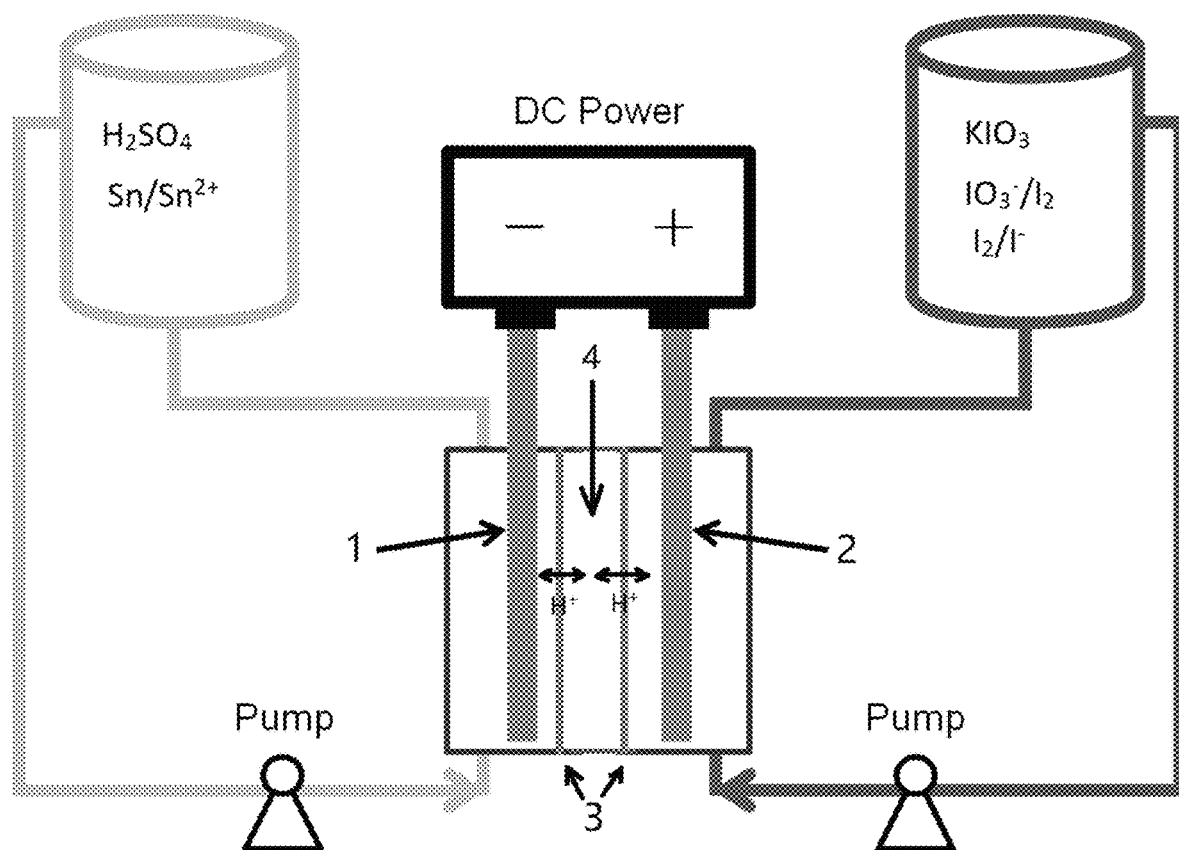 DC Power
− +
H₂SO₄
Sn/Sn²⁺
KIO₃
IO₃⁻/I₂
I₂/I⁻
4
1
2
H⁺ H⁺
Pump
Pump
3